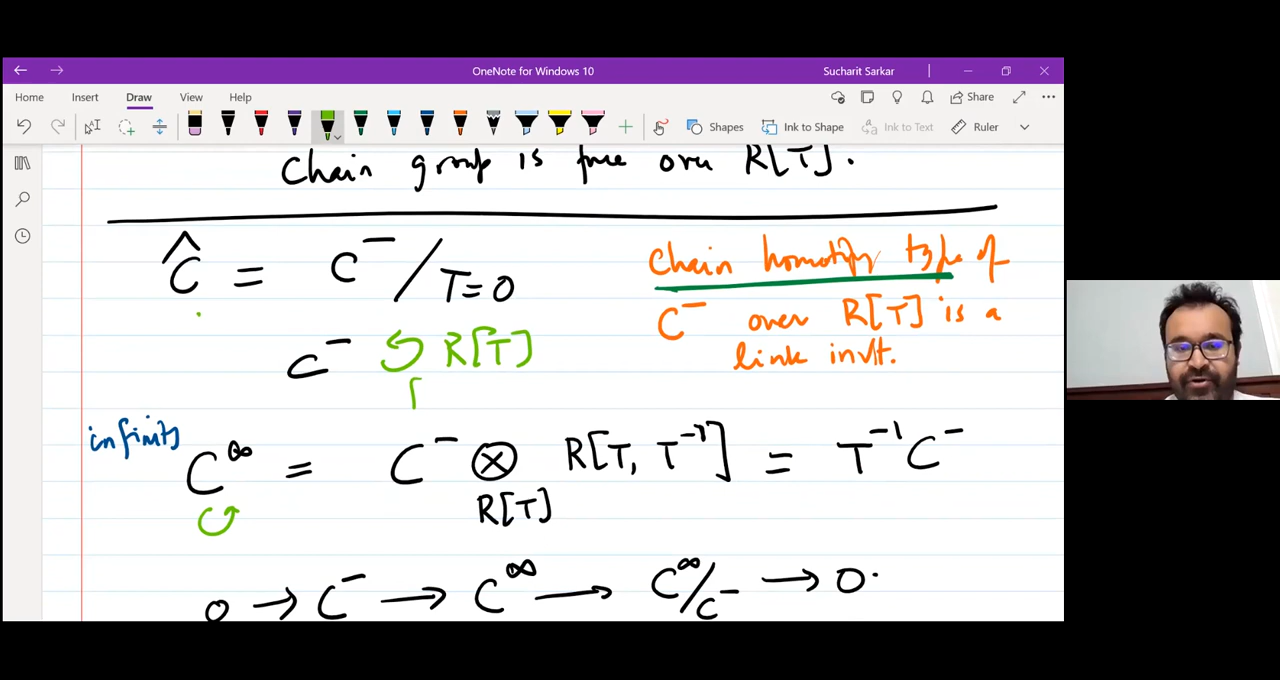 OneNote for Windows 10
Sucharit Sarkar
Home Insert Draw View Help
Share
Shapes
Ink to Shape
Ink to Text
Ruler
Chain group is free over R[T].
Ĉ = C⁻ / T=0
Chain homotopy type of
C⁻ over R[T] is a
link invt.
C⁻ ↺ R[T]
infinity
C^∞ = C⁻ ⊗ R[T, T⁻¹] = T⁻¹ C⁻
R[T]
0 → C⁻ → C^∞ → C^∞/C⁻ → 0.